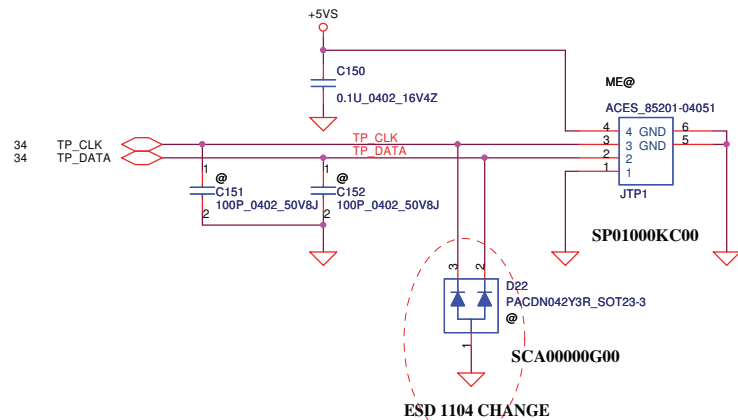 +5VS
C150
0.1U_0402_16V4Z
ME@
ACES_85201-04051
4 4 GND 6
34 TP_CLK TP_CLK 3 3 GND 5
34 TP_DATA TP_DATA 2 2
1 1
JTP1
1 @
C151
2 100P_0402_50V8J
1 @
C152
2 100P_0402_50V8J
SP01000KC00
3 2
D22
PACDN042Y3R_SOT23-3
@
1
SCA00000G00
ESD 1104 CHANGE